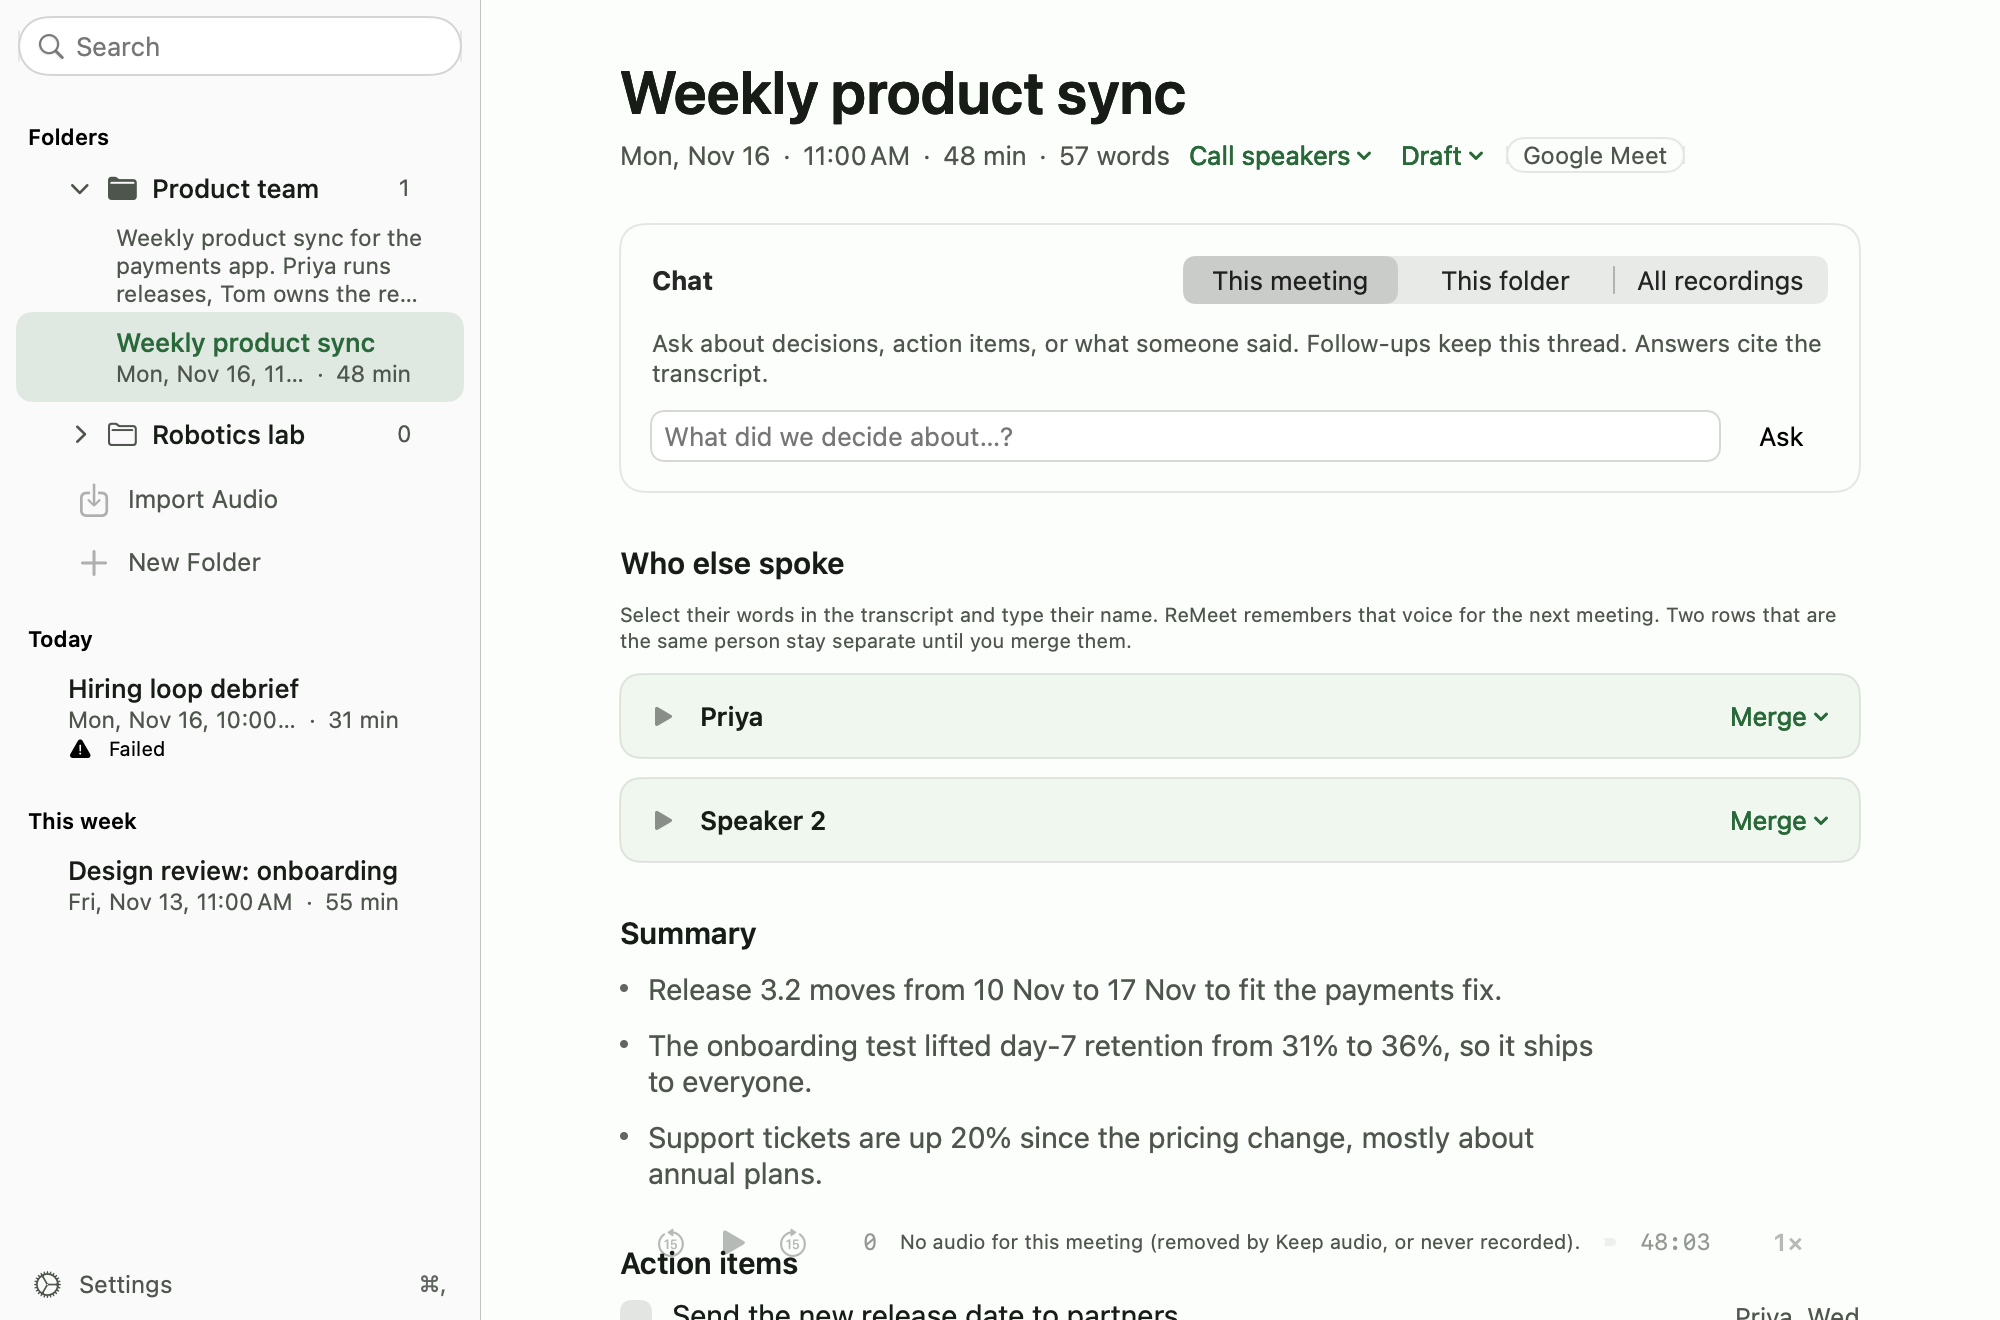 Search
Folders
Product team 1
Weekly product sync for the
payments app. Priya runs
releases, Tom owns the re...
Weekly product sync
Mon, Nov 16, 11... · 48 min
Robotics lab 0
Import Audio
New Folder
Today
Hiring loop debrief
Mon, Nov 16, 10:00... · 31 min
Failed
This week
Design review: onboarding
Fri, Nov 13, 11:00 AM · 55 min
Settings ⌘,
Weekly product sync
Mon, Nov 16 · 11:00 AM · 48 min · 57 words Call speakers Draft Google Meet
Chat This meeting This folder All recordings
Ask about decisions, action items, or what someone said. Follow-ups keep this thread. Answers cite the
transcript.
What did we decide about...? Ask
Who else spoke
Select their words in the transcript and type their name. ReMeet remembers that voice for the next meeting. Two rows that are
the same person stay separate until you merge them.
Priya Merge
Speaker 2 Merge
Summary
• Release 3.2 moves from 10 Nov to 17 Nov to fit the payments fix.
• The onboarding test lifted day-7 retention from 31% to 36%, so it ships
to everyone.
• Support tickets are up 20% since the pricing change, mostly about
annual plans.
15 15 0 No audio for this meeting (removed by Keep audio, or never recorded). 48:03 1×
Action items
Send the new release date to partners Priya, Wed